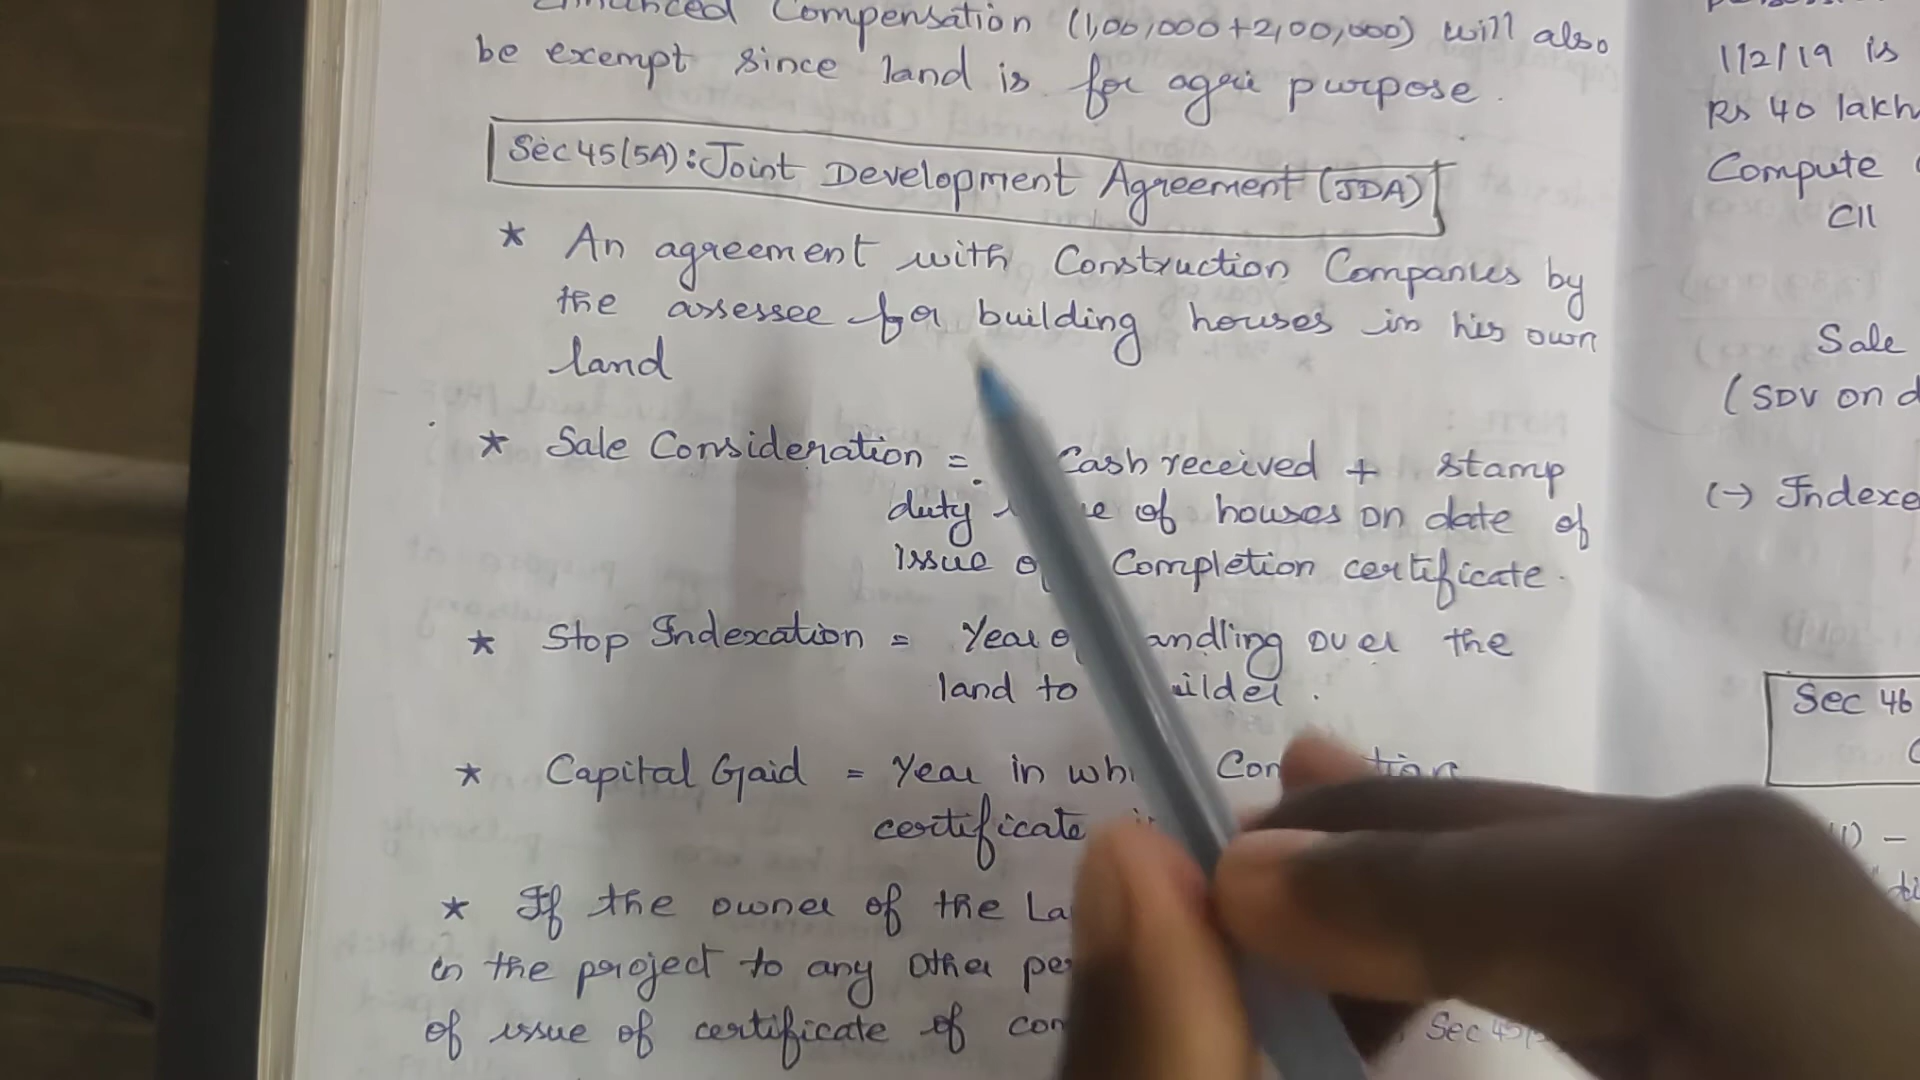 Enhanced Compensation (1,00,000+2,00,000) will also
be exempt since land is for agri purpose.
Sec 45(5A): Joint Development Agreement (JDA)
* An agreement with Construction Companies by
the assessee for building houses in his own
land
* Sale Consideration = Cash received + stamp
duty of houses on date of
issue Completion certificate.
* Stop Indexation = Year over the
land to
* Capital Gaid = Year in
certificate
* If the owner of the
in the project to any other
of issue of certificate of
Sec 45
1/2/19 is
Rs 40 lakh
Compute
CII
Sale
(SDV on
(-) Indexe
Sec 46